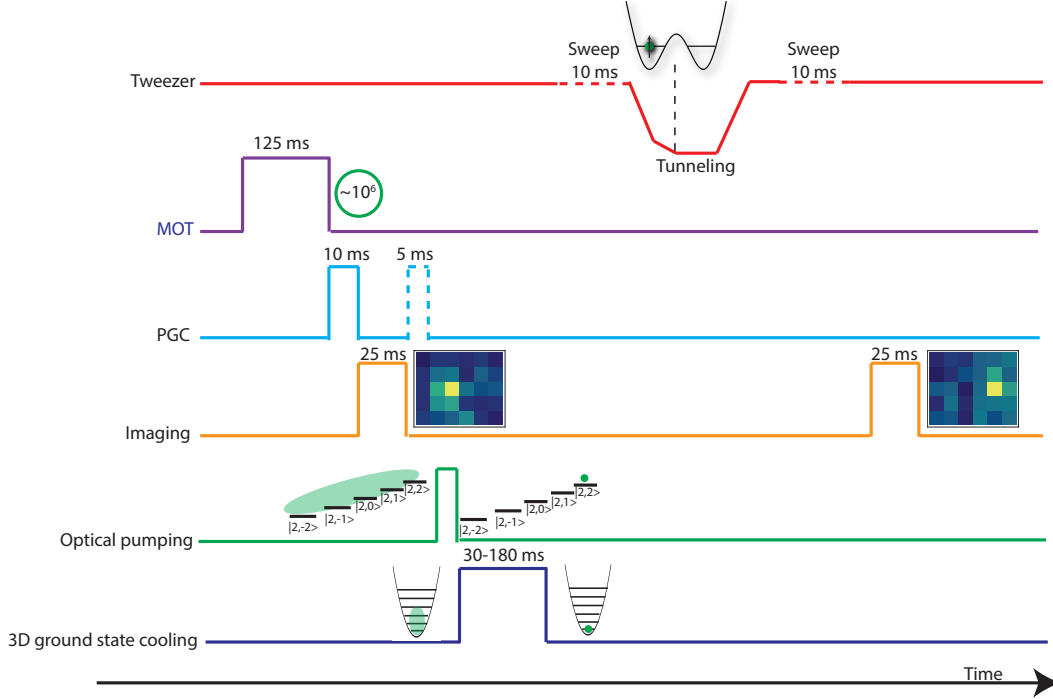 Sweep
10 ms
Sweep
10 ms
Tweezer
Tunneling
125 ms
~10⁶
MOT
10 ms
5 ms
PGC
25 ms
25 ms
Imaging
|2,-2>
|2,-1>
|2,0>
|2,1>
|2,2>
|2,-2>
|2,-1>
|2,0>
|2,1>
|2,2>
Optical pumping
30-180 ms
3D ground state cooling
Time